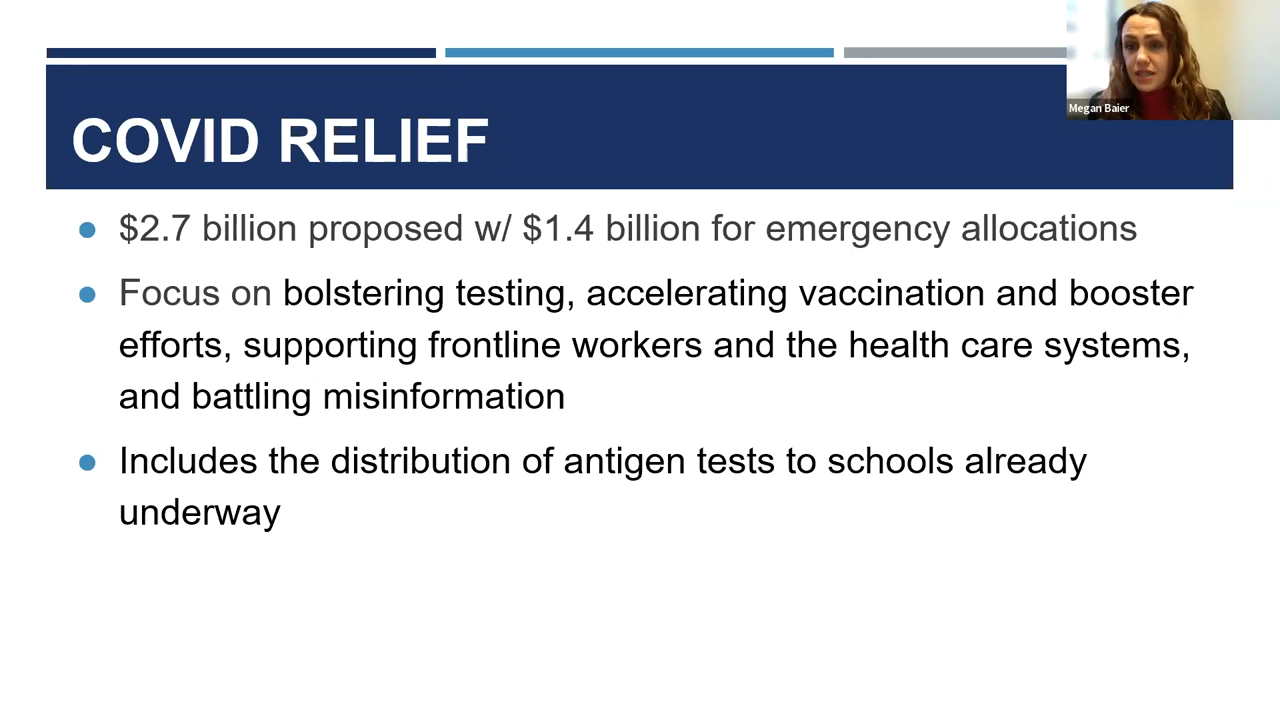 Megan Baier
COVID RELIEF
● $2.7 billion proposed w/ $1.4 billion for emergency allocations
● Focus on bolstering testing, accelerating vaccination and booster
efforts, supporting frontline workers and the health care systems,
and battling misinformation
● Includes the distribution of antigen tests to schools already
underway